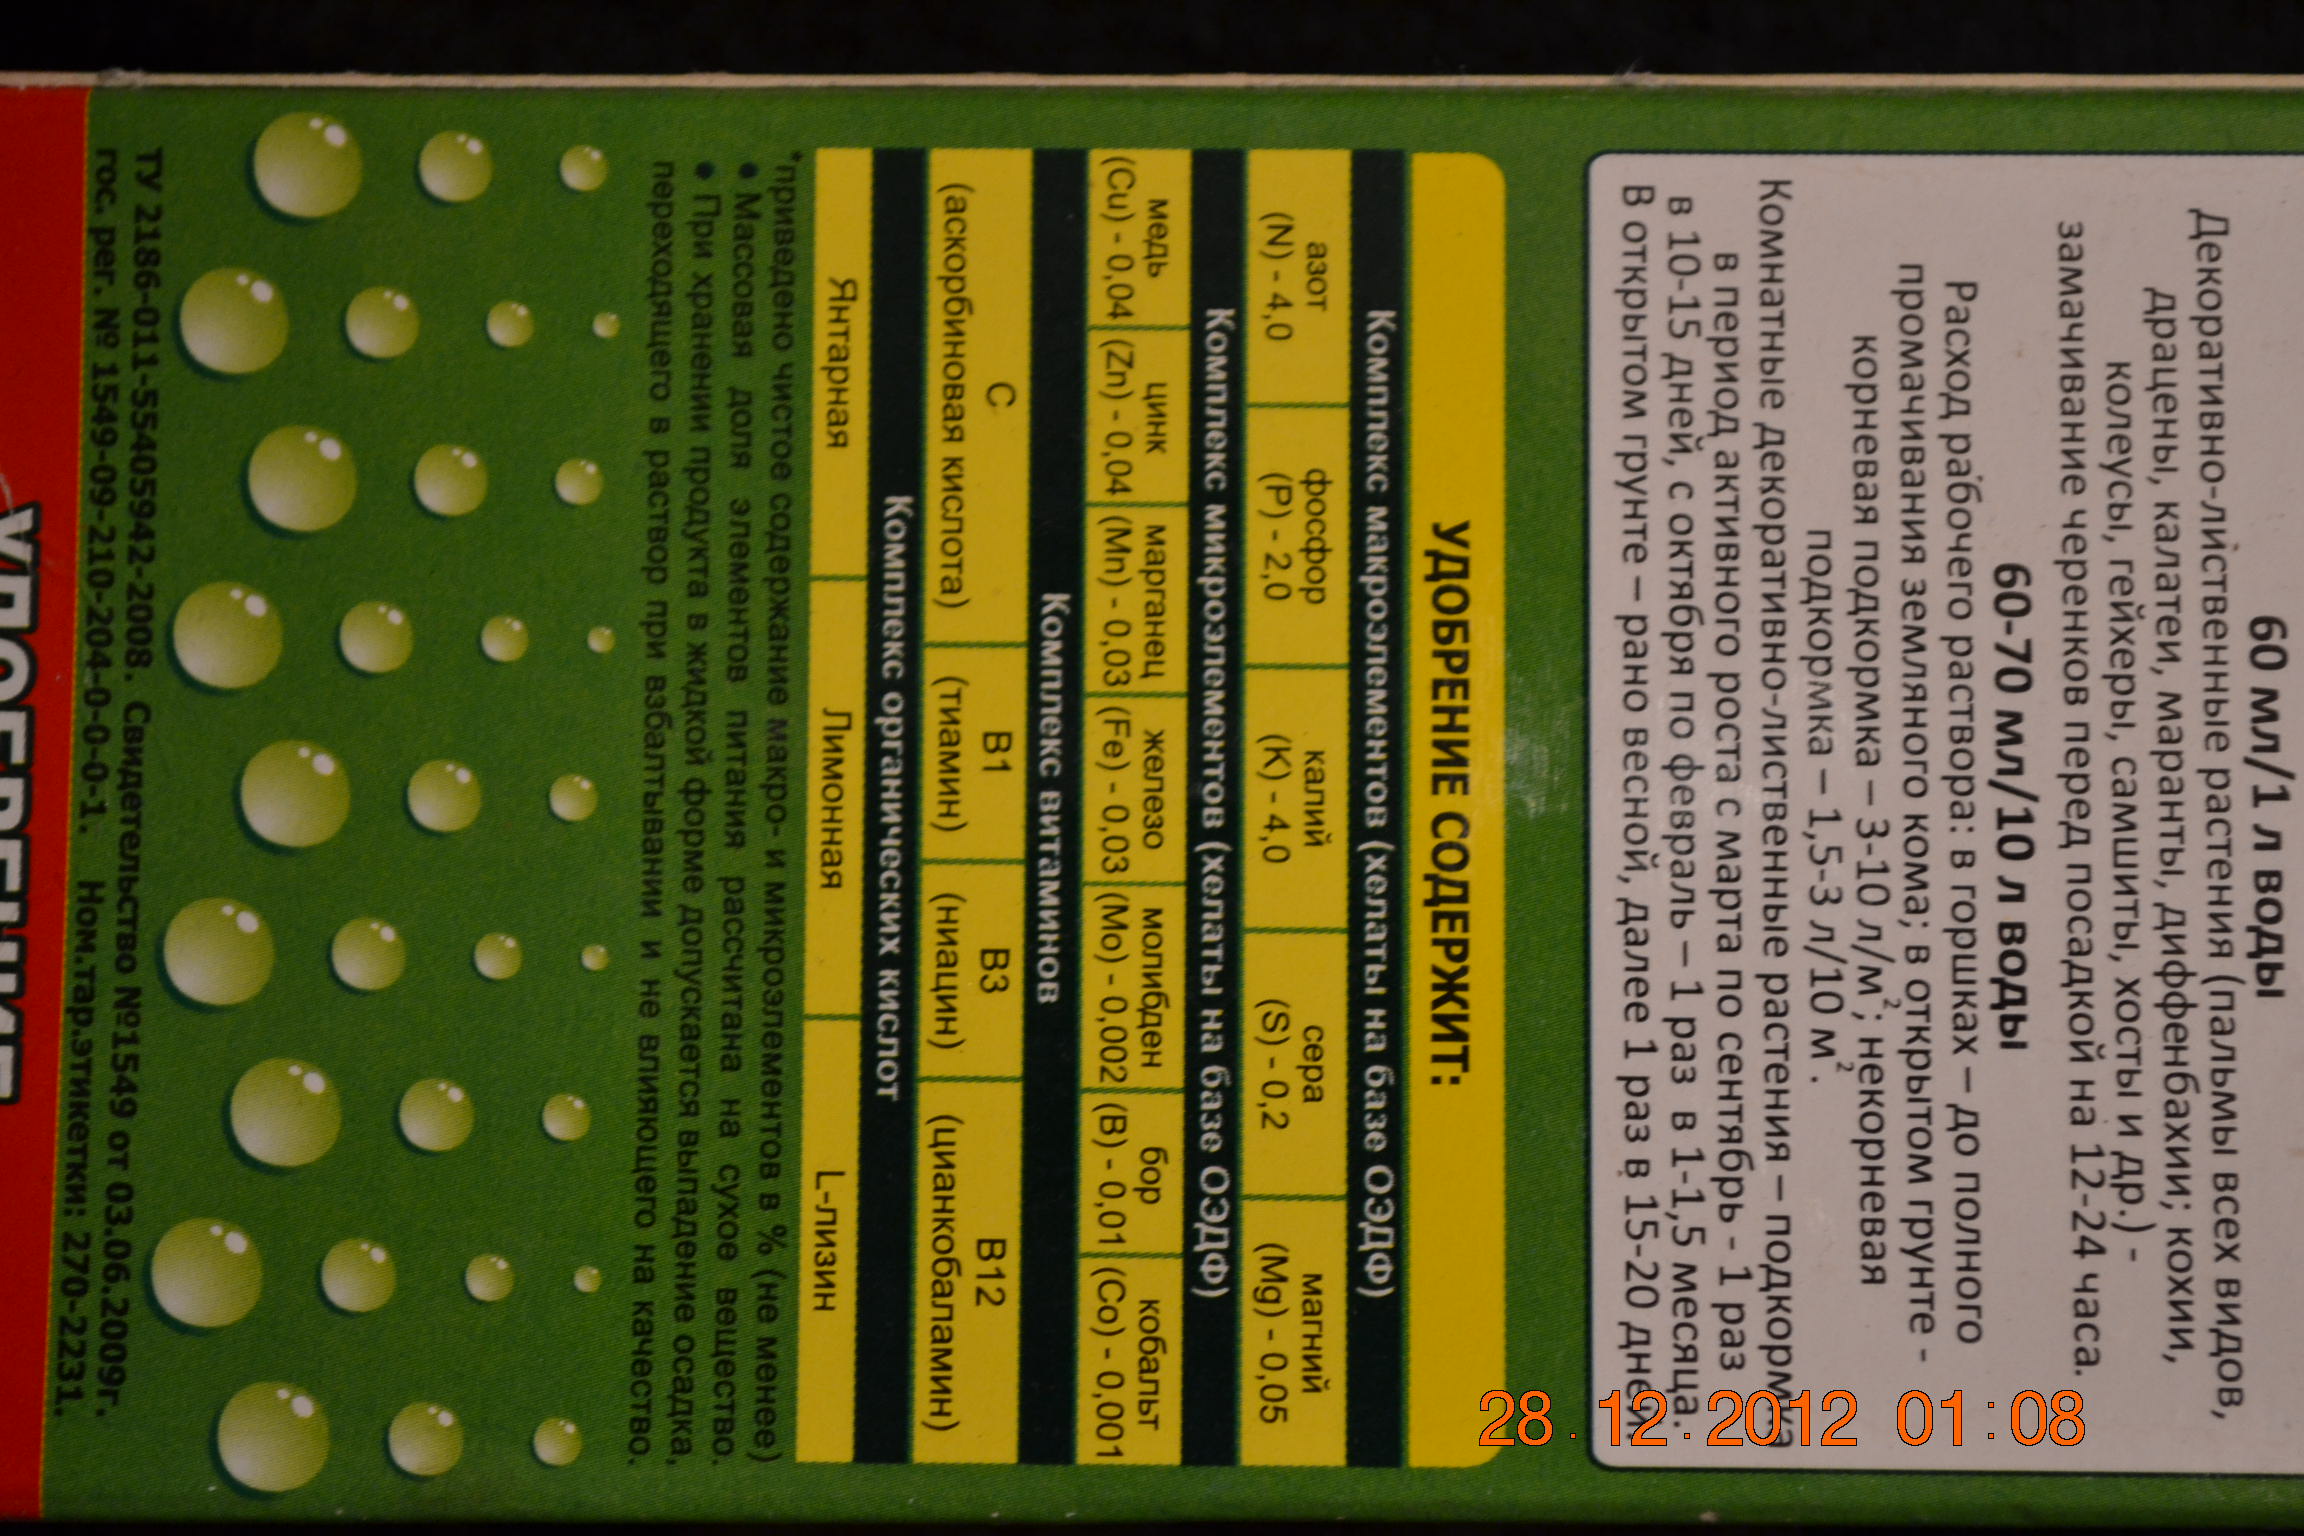 60 мл/1 л воды
Декоративно-лиственные растения (пальмы всех видов,
драцены, калатеи, маранты, диффенбахии; кохии,
колеусы, гейхеры, самшиты, хосты и др.) -
замачивание черенков перед посадкой на 12-24 часа.
60-70 мл/10 л воды
Расход рабочего раствора: в горшках – до полного
промачивания земляного кома; в открытом грунте -
корневая подкормка – 3-10 л/м²; некорневая
подкормка – 1,5-3 л/10 м².
Комнатные декоративно-лиственные растения – подкормка
в период активного роста с марта по сентябрь - 1 раз
в 10-15 дней, с октября по февраль – 1 раз в 1-1,5 месяца.
В открытом грунте – рано весной, далее 1 раз в 15-20 дней.
УДОБРЕНИЕ СОДЕРЖИТ:
Комплекс макроэлементов (хелаты на базе ОЭДФ)
азот фосфор калий сера магний
(N) - 4,0 (P) - 2,0 (K) - 4,0 (S) - 0,2 (Mg) - 0,05
Комплекс микроэлементов (хелаты на базе ОЭДФ)
медь цинк марганец железо молибден бор кобальт
(Cu) - 0,04 (Zn) - 0,04 (Mn) - 0,03 (Fe) - 0,03 (Mo) - 0,002 (B) - 0,01 (Co) - 0,001
Комплекс витаминов
C B1 B3 B12
(аскорбиновая кислота) (тиамин) (ниацин) (цианкобаламин)
Комплекс органических кислот
Янтарная Лимонная L-лизин
*приведено чистое содержание макро- и микроэлементов в % (не менее)
• Массовая доля элементов питания рассчитана на сухое вещество.
• При хранении продукта в жидкой форме допускается выпадение осадка,
переходящего в раствор при взбалтывании и не влияющего на качество.
ТУ 2186-011-55405942-2008. Свидетельство №1549 от 03.06.2009г.
гос. рег. № 1549-09-210-204-0-0-0-1. Ном.тар.этикетки: 270-2231.
УДОБРЕНИЕ
28.12.2012 01:08